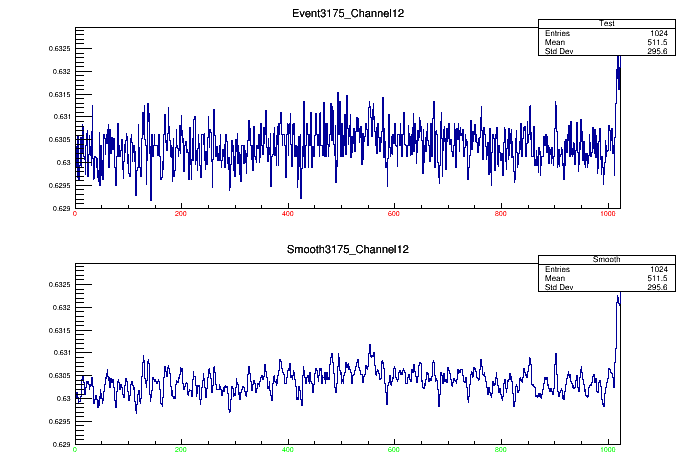 Event3175_Channel12
Test
Entries 1024
Mean 511.5
Std Dev 295.6
0.6325
0.632
0.6315
0.631
0.6305
0.63
0.6295
0.629
0 200 400 600 800 1000
Smooth3175_Channel12
Smooth
Entries 1024
Mean 511.5
Std Dev 295.6
0.6325
0.632
0.6315
0.631
0.6305
0.63
0.6295
0.629
0 200 400 600 800 1000